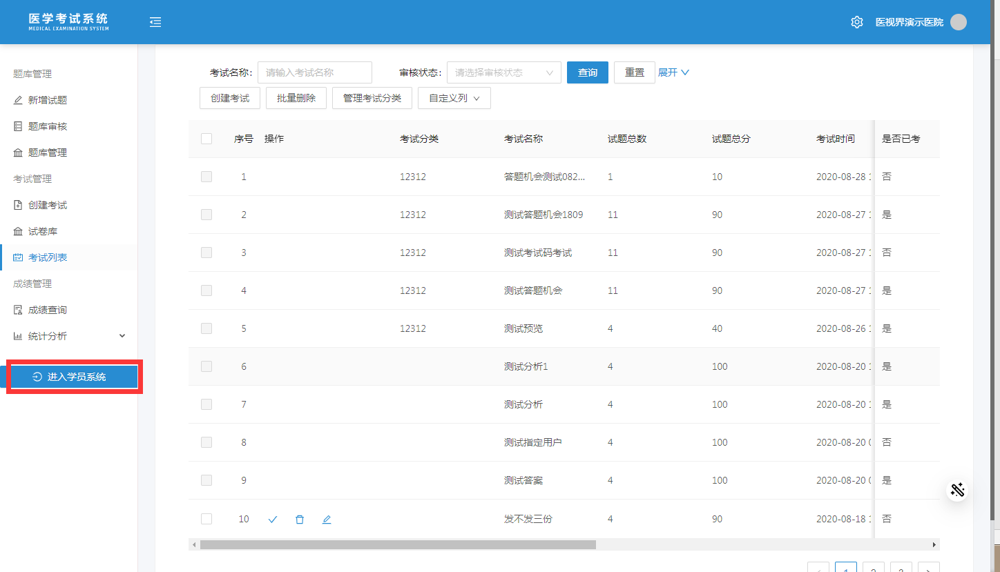 医学考试系统
MEDICAL EXAMINATION SYSTEM
医视界演示医院
题库管理
新增试题
题库审核
题库管理
考试管理
创建考试
试卷库
考试列表
成绩管理
成绩查询
统计分析
进入学员系统
考试名称: 请输入考试名称 审核状态: 请选择审核状态 查询 重置 展开
创建考试 批量删除 管理考试分类 自定义列
序号 操作 考试分类 考试名称 试题总数 试题总分 考试时间 是否已考
1 12312 答题机会测试082... 1 10 2020-08-28 否
2 12312 测试答题机会1809 11 90 2020-08-27 是
3 12312 测试考试码考试 11 90 2020-08-27 否
4 12312 测试答题机会 11 90 2020-08-27 是
5 12312 测试预览 4 40 2020-08-26 是
6 测试分析1 4 100 2020-08-20 是
7 测试分析 4 100 2020-08-20 是
8 测试指定用户 4 100 2020-08-20 否
9 测试答案 4 100 2020-08-20 是
10 发不发三份 4 90 2020-08-18 否
1 2 3